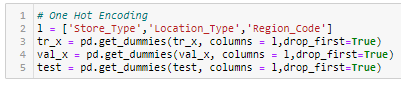 1 # One Hot Encoding
2 l = ['Store_Type','Location_Type','Region_Code']
3 tr_x = pd.get_dummies(tr_x, columns = l,drop_first=True)
4 val_x = pd.get_dummies(val_x, columns = l,drop_first=True)
5 test = pd.get_dummies(test, columns = l,drop_first=True)